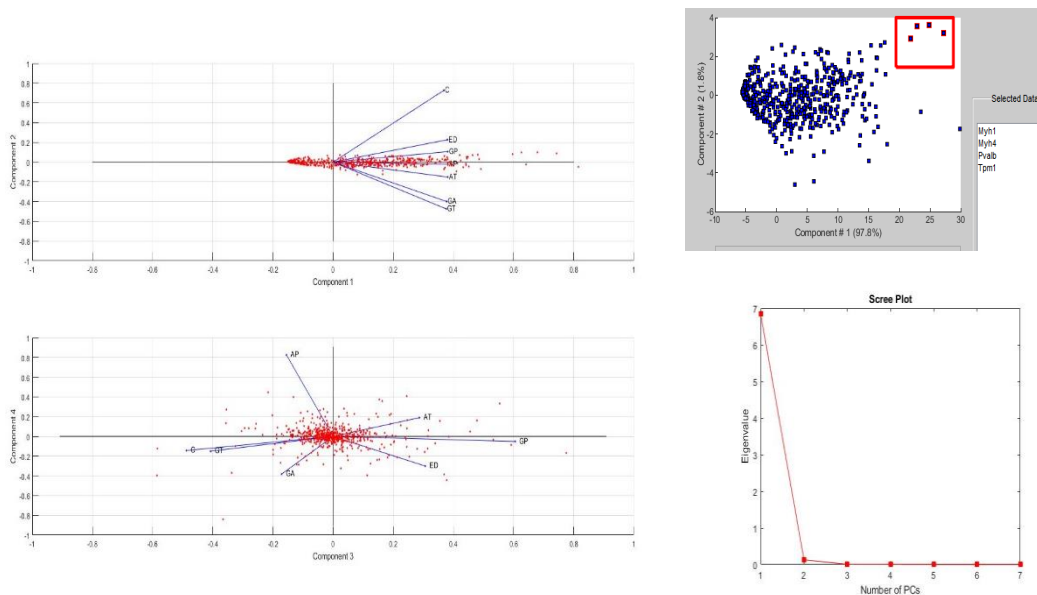 1
0.8
0.6
0.4
0.2
0
-0.2
-0.4
-0.6
-0.8
-1
Component 2
C
ED
GP
AP
AT
GA
GT
-1 -0.8 -0.6 -0.4 -0.2 0 0.2 0.4 0.6 0.8 1
Component 1
4
2
0
-2
-4
-6
Component # 2 (1.8%)
-10 -5 0 5 10 15 20 25 30
Component # 1 (97.8%)
Selected Data
Myh1
Myh4
Pvalb
Tpm1
1
0.8
0.6
0.4
0.2
0
-0.2
-0.4
-0.6
-0.8
-1
Component 4
AP
AT
GP
C
GT
ED
GA
-1 -0.8 -0.6 -0.4 -0.2 0 0.2 0.4 0.6 0.8 1
Component 3
Scree Plot
7
6
5
4
3
2
1
0
Eigenvalue
1 2 3 4 5 6 7
Number of PCs